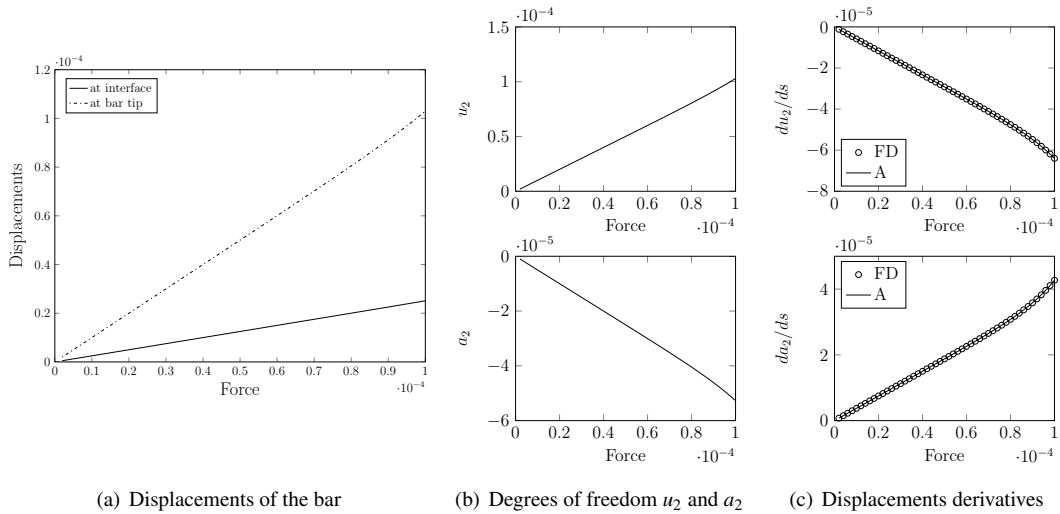 ·10⁻⁴
1.2
1
0.8
0.6
0.4
0.2
0
Displacements
at interface
at bar tip
0 0.1 0.2 0.3 0.4 0.5 0.6 0.7 0.8 0.9 1
Force
·10⁻⁴
(a) Displacements of the bar
·10⁻⁴
1.5
1
0.5
0
u₂
0 0.2 0.4 0.6 0.8 1
Force
·10⁻⁴
·10⁻⁵
0
−2
−4
−6
a₂
0 0.2 0.4 0.6 0.8 1
Force
·10⁻⁴
(b) Degrees of freedom u₂ and a₂
·10⁻⁵
0
−2
−4
−6
−8
du₂/ds
FD
A
0 0.2 0.4 0.6 0.8 1
Force
·10⁻⁴
·10⁻⁵
4
2
0
da₂/ds
FD
A
0 0.2 0.4 0.6 0.8 1
Force
·10⁻⁴
(c) Displacements derivatives